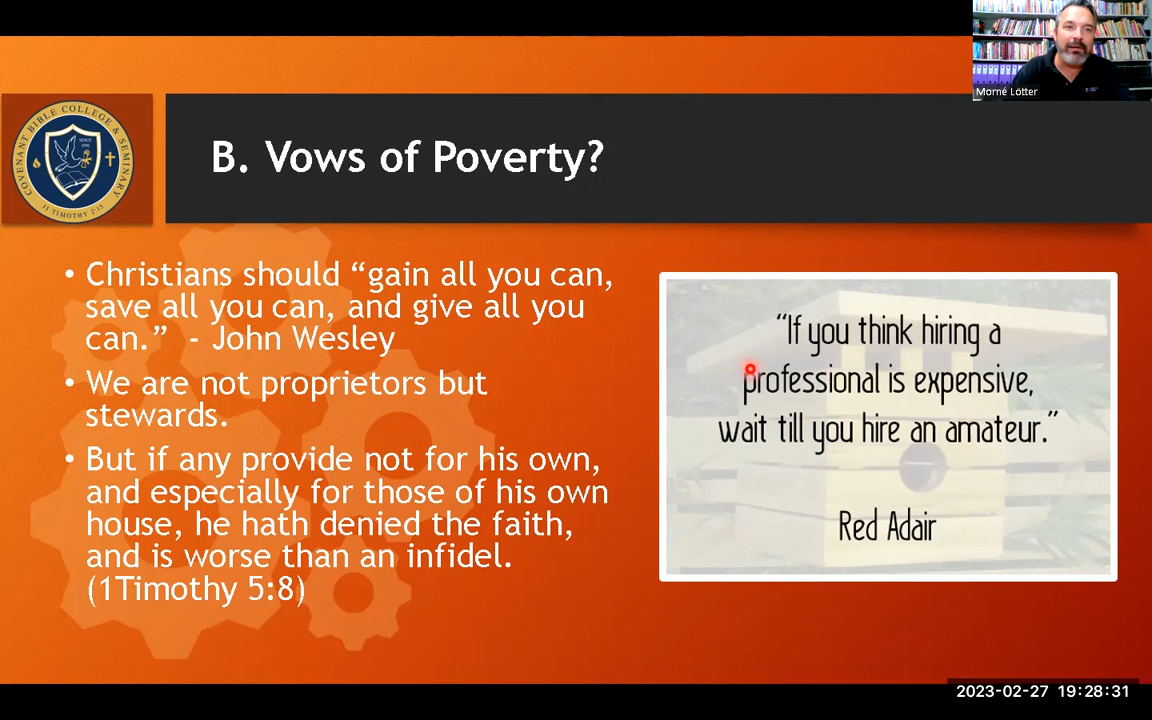 Morné Lötter
COVENANT BIBLE COLLEGE & SEMINARY
SINCE
II TIMOTHY 2:15
B. Vows of Poverty?
• Christians should “gain all you can,
save all you can, and give all you
can.” - John Wesley
• We are not proprietors but
stewards.
• But if any provide not for his own,
and especially for those of his own
house, he hath denied the faith,
and is worse than an infidel.
(1Timothy 5:8)
“If you think hiring a
professional is expensive,
wait till you hire an amateur.”
Red Adair
2023-02-27 19:28:31